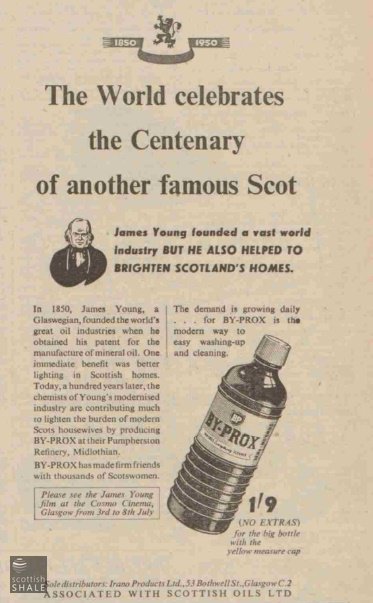 1850 1950
The World celebrates
the Centenary
of another famous Scot
James Young founded a vast world
industry BUT HE ALSO HELPED TO
BRIGHTEN SCOTLAND'S HOMES.
In 1850, James Young, a
Glaswegian, founded the world's
great oil industries when he
obtained his patent for the
manufacture of mineral oil. One
immediate benefit was better
lighting in Scottish homes.
Today, a hundred years later, the
chemists of Young's modernised
industry are contributing much
to lighten the burden of modern
Scots housewives by producing
BY-PROX at their Pumpherston
Refinery, Midlothian.
BY-PROX has made firm friends
with thousands of Scotswomen.
Please see the James Young
film at the Cosmo Cinema,
Glasgow from 3rd to 8th July
The demand is growing daily
. . . . for BY-PROX is the
modern way to
easy washing-up
and cleaning.
BY-PROX
1'9
(NO EXTRAS)
for the big bottle
with the
yellow measure cap
scottish
SHALE
Sole distributors: Irano Products Ltd., 53 Bothwell St., Glasgow C.2
ASSOCIATED WITH SCOTTISH OILS LTD